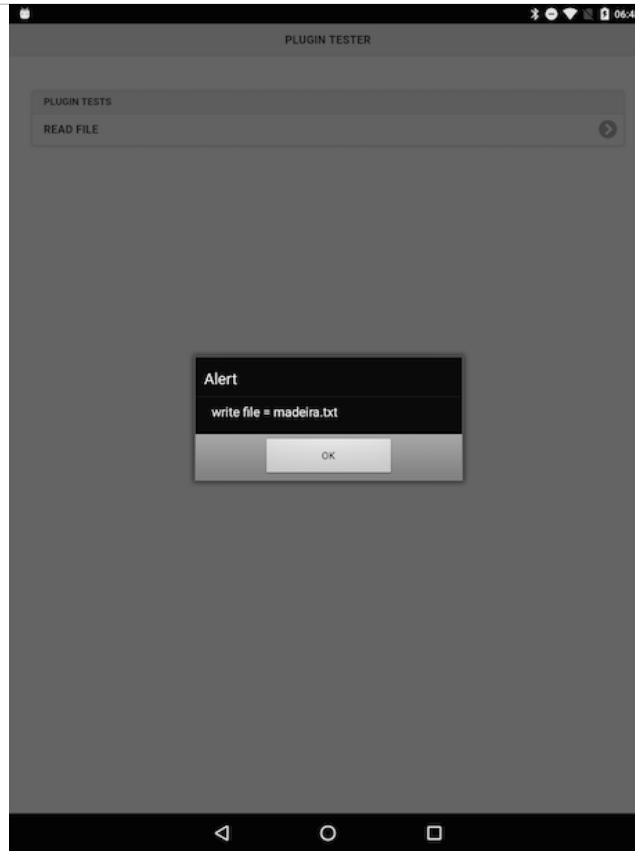 06:4
PLUGIN TESTER
PLUGIN TESTS
READ FILE
Alert
write file = madeira.txt
OK